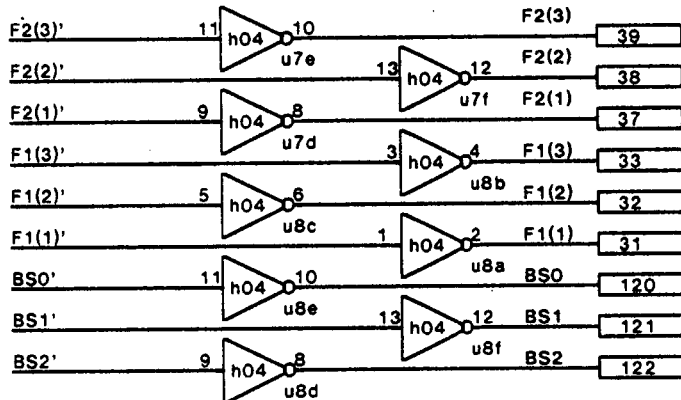 F2(3)' 11 h04 10 u7e F2(3) 39
F2(2)' 13 h04 12 u7f F2(2) 38
F2(1)' 9 h04 8 u7d F2(1) 37
F1(3)' 3 h04 4 u8b F1(3) 33
F1(2)' 5 h04 6 u8c F1(2) 32
F1(1)' 1 h04 2 u8a F1(1) 31
BS0' 11 h04 10 u8e BS0 120
BS1' 13 h04 12 u8f BS1 121
BS2' 9 h04 8 u8d BS2 122